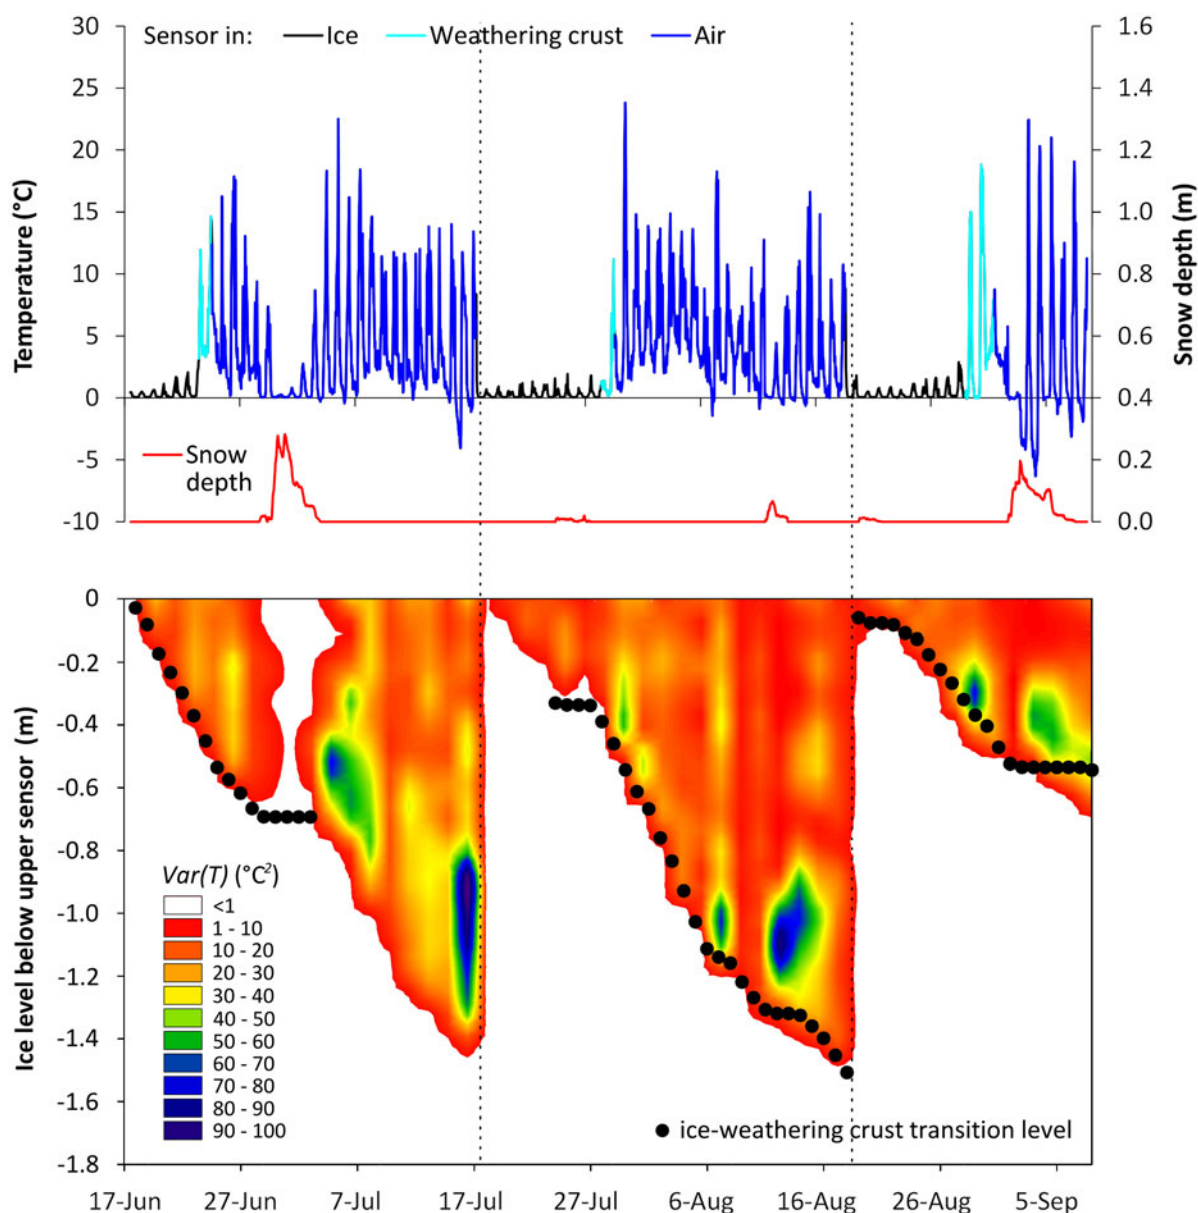 30
25
20
15
10
5
0
-5
-10
Temperature (°C)
Sensor in: Ice Weathering crust Air
1.6
1.4
1.2
1.0
0.8
0.6
0.4
0.2
0.0
Snow depth (m)
Snow
depth
0
-0.2
-0.4
-0.6
-0.8
-1.0
-1.2
-1.4
-1.6
-1.8
Ice level below upper sensor (m)
Var(T) (°C²)
<1
1 - 10
10 - 20
20 - 30
30 - 40
40 - 50
50 - 60
60 - 70
70 - 80
80 - 90
90 - 100
ice-weathering crust transition level
17-Jun 27-Jun 7-Jul 17-Jul 27-Jul 6-Aug 16-Aug 26-Aug 5-Sep